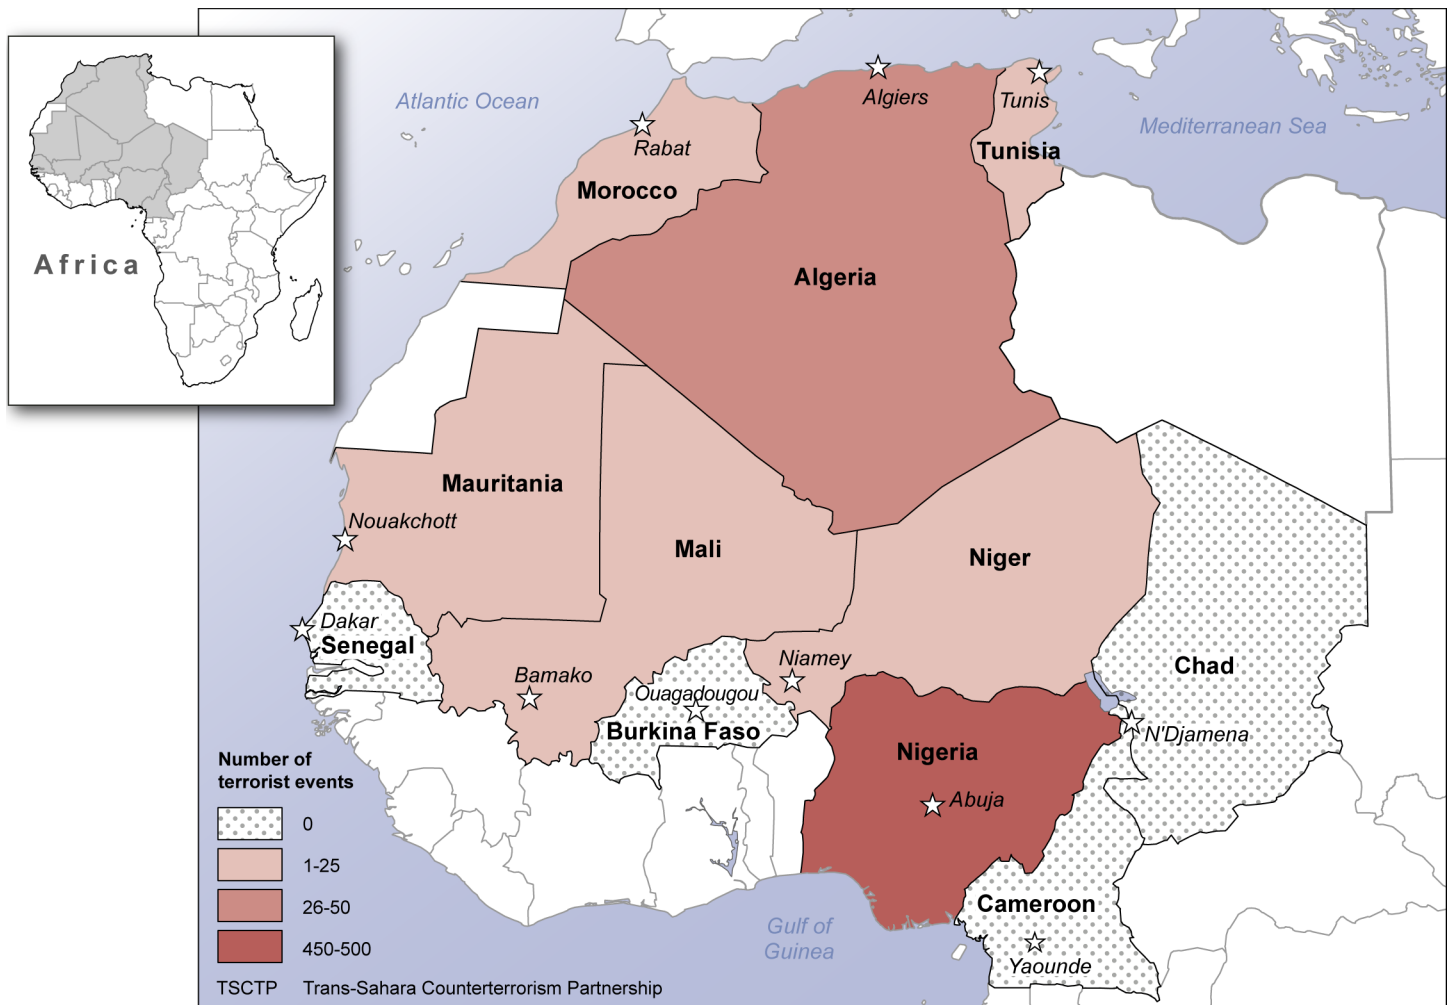 Africa
Atlantic Ocean
Mediterranean Sea
Algiers
Tunis
Rabat
Tunisia
Morocco
Algeria
Mauritania
Nouakchott
Mali
Niger
Dakar
Senegal
Bamako
Niamey
Ouagadougou
Burkina Faso
Chad
N'Djamena
Nigeria
Abuja
Cameroon
Yaounde
Gulf of
Guinea
Number of
terrorist events
0
1-25
26-50
450-500
TSCTP Trans-Sahara Counterterrorism Partnership